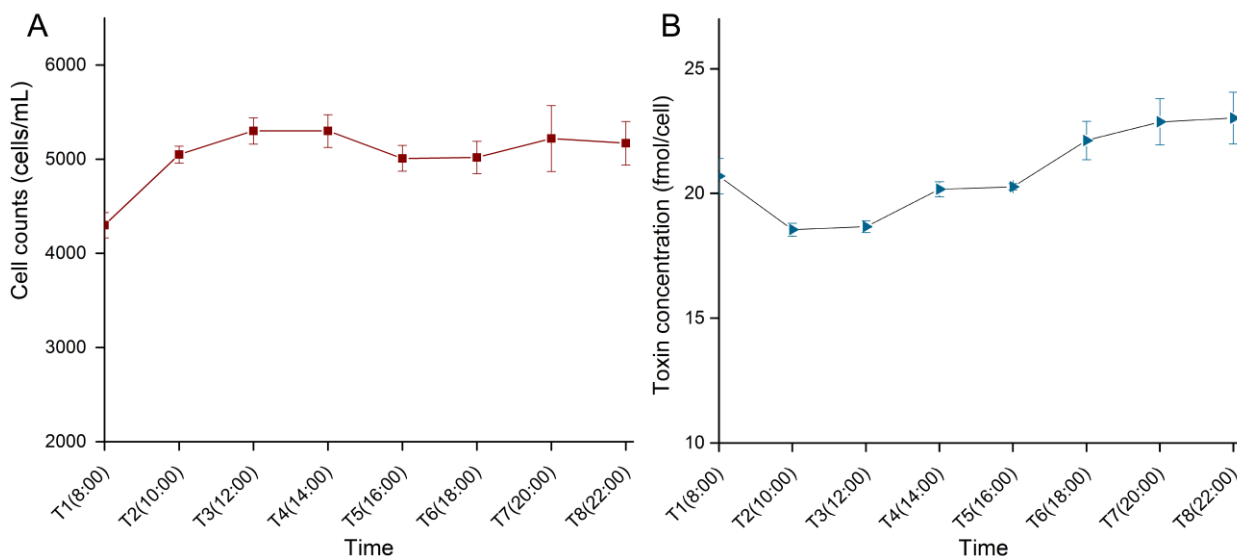 A
Cell counts (cells/mL)
6000
5000
4000
3000
2000
T1(8:00)
T2(10:00)
T3(12:00)
T4(14:00)
T5(16:00)
T6(18:00)
T7(20:00)
T8(22:00)
Time
B
Toxin concentration (fmol/cell)
25
20
15
10
T1(8:00)
T2(10:00)
T3(12:00)
T4(14:00)
T5(16:00)
T6(18:00)
T7(20:00)
T8(22:00)
Time